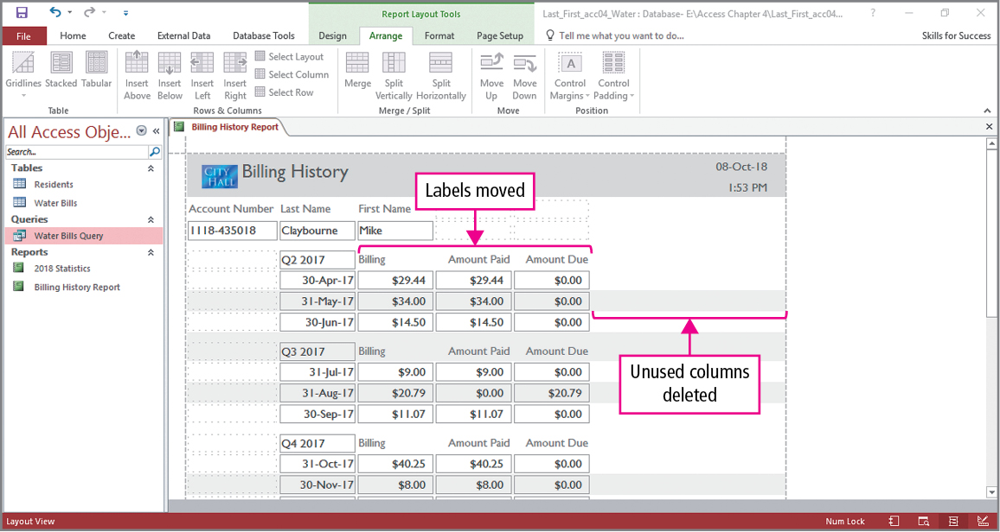 Report Layout Tools
Last_First_acc04_Water : Database- E:\Access Chapter 4\Last_First_acc04...
?
File
Home
Create
External Data
Database Tools
Design
Arrange
Format
Page Setup
Tell me what you want to do...
Skills for Success
Gridlines
Stacked
Tabular
Table
Insert Above
Insert Below
Insert Left
Insert Right
Select Layout
Select Column
Select Row
Rows & Columns
Merge
Split Vertically
Split Horizontally
Merge / Split
Move Up
Move Down
Move
A
Control Margins
Control Padding
Position
All Access Obje...
Search...
Tables
Residents
Water Bills
Queries
Water Bills Query
Reports
2018 Statistics
Billing History Report
Billing History Report
CITY
HALL
Billing History
08-Oct-18
1:53 PM
Labels moved
Account Number Last Name First Name
1118-435018 Claybourne Mike
Q2 2017 Billing Amount Paid Amount Due
30-Apr-17 $29.44 $29.44 $0.00
31-May-17 $34.00 $34.00 $0.00
30-Jun-17 $14.50 $14.50 $0.00
Q3 2017 Billing Amount Paid Amount Due
31-Jul-17 $9.00 $9.00 $0.00
31-Aug-17 $20.79 $0.00 $20.79
30-Sep-17 $11.07 $11.07 $0.00
Unused columns
deleted
Q4 2017 Billing Amount Paid Amount Due
31-Oct-17 $40.25 $40.25 $0.00
30-Nov-17 $8.00 $8.00 $0.00
Layout View
Num Lock